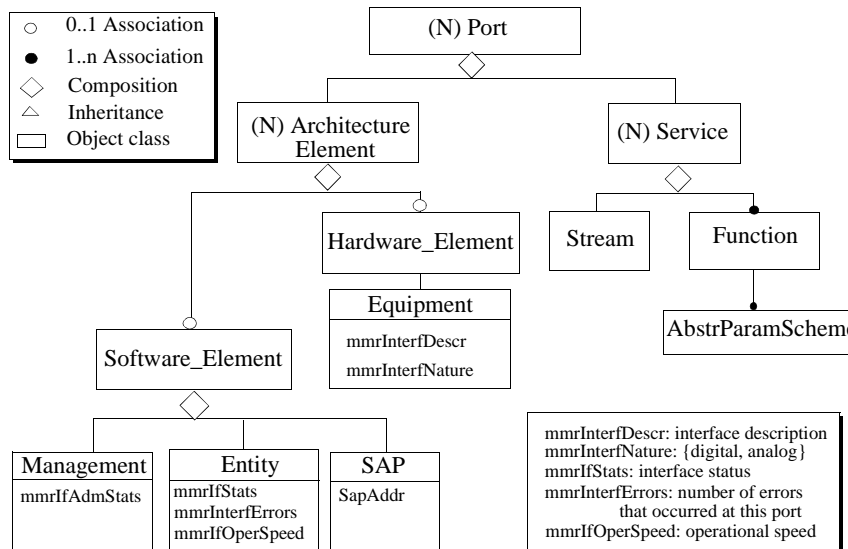 0..1 Association
1..n Association
Composition
Inheritance
Object class
(N) Port
(N) Architecture
Element
(N) Service
Hardware_Element
Stream
Function
Equipment
mmrInterfDescr
mmrInterfNature
AbstrParamScheme
Software_Element
Management
mmrIfAdmStats
Entity
mmrIfStats
mmrInterfErrors
mmrIfOperSpeed
SAP
SapAddr
mmrInterfDescr: interface description
mmrInterfNature: {digital, analog}
mmrIfStats: interface status
mmrInterfErrors: number of errors
that occurred at this port
mmrIfOperSpeed: operational speed